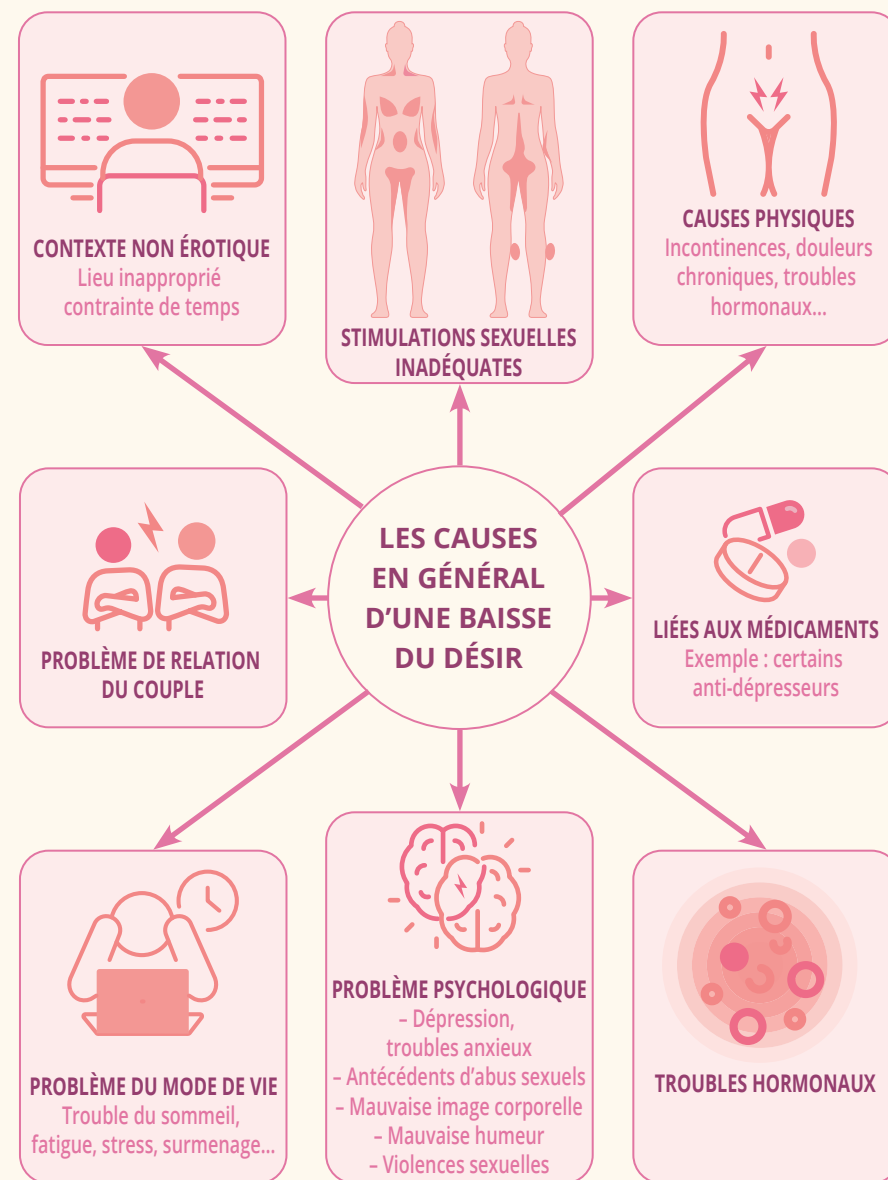 CONTEXTE NON ÉROTIQUE
Lieu inapproprié
contrainte de temps
STIMULATIONS SEXUELLES
INADÉQUATES
CAUSES PHYSIQUES
Incontinences, douleurs
chroniques, troubles
hormonaux...
PROBLÈME DE RELATION
DU COUPLE
LES CAUSES
EN GÉNÉRAL
D’UNE BAISSE
DU DÉSIR
LIÉES AUX MÉDICAMENTS
Exemple : certains
anti-dépresseurs
PROBLÈME DU MODE DE VIE
Trouble du sommeil,
fatigue, stress, surmenage...
PROBLÈME PSYCHOLOGIQUE
– Dépression,
troubles anxieux
– Antécédents d’abus sexuels
– Mauvaise image corporelle
– Mauvaise humeur
– Violences sexuelles
TROUBLES HORMONAUX